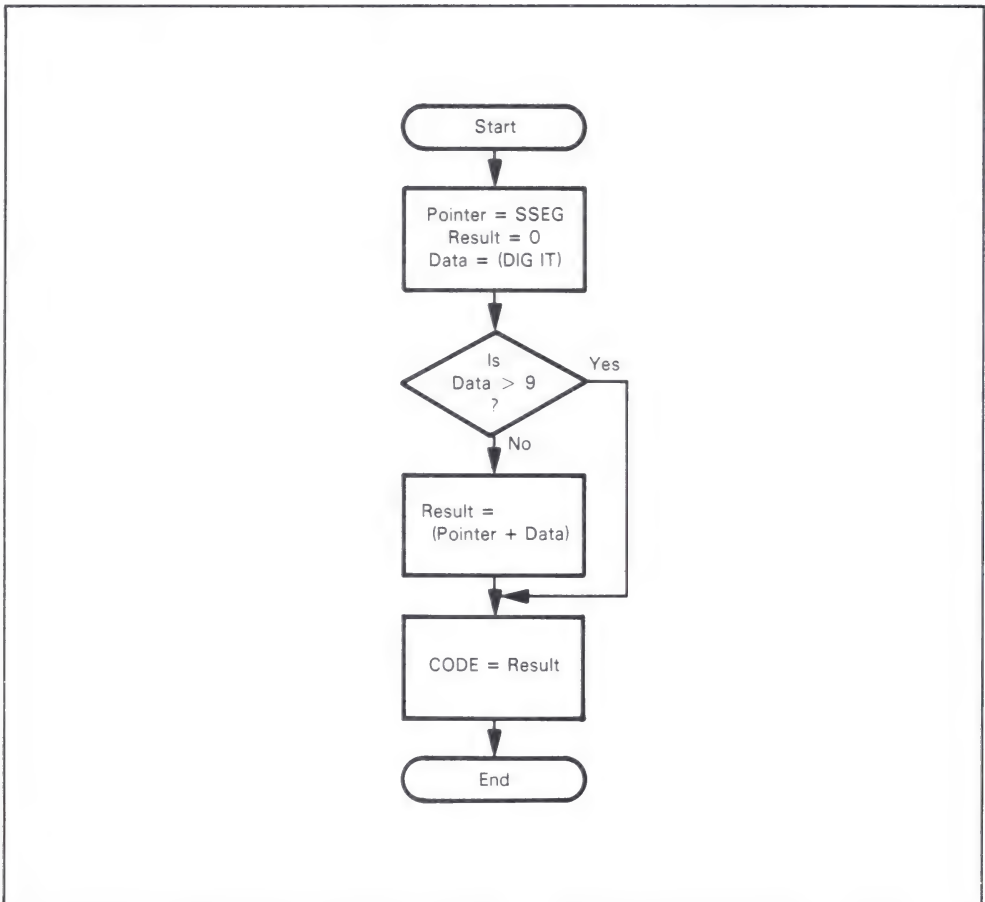 Start
Pointer = SSEG
Result = 0
Data = (DIG IT)
Is
Data > 9
?
Yes
No
Result =
(Pointer + Data)
CODE = Result
End